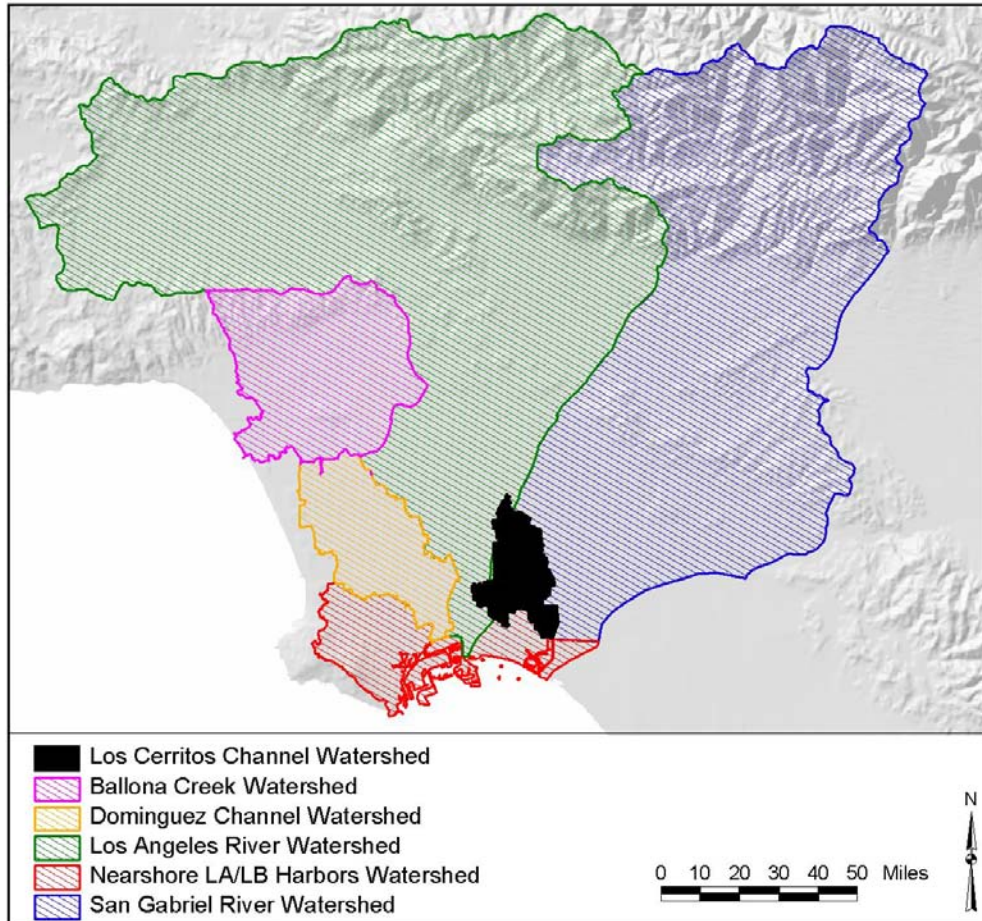 Los Cerritos Channel Watershed
Ballona Creek Watershed
Dominguez Channel Watershed
Los Angeles River Watershed
Nearshore LA/LB Harbors Watershed
San Gabriel River Watershed
N
0 10 20 30 40 50 Miles